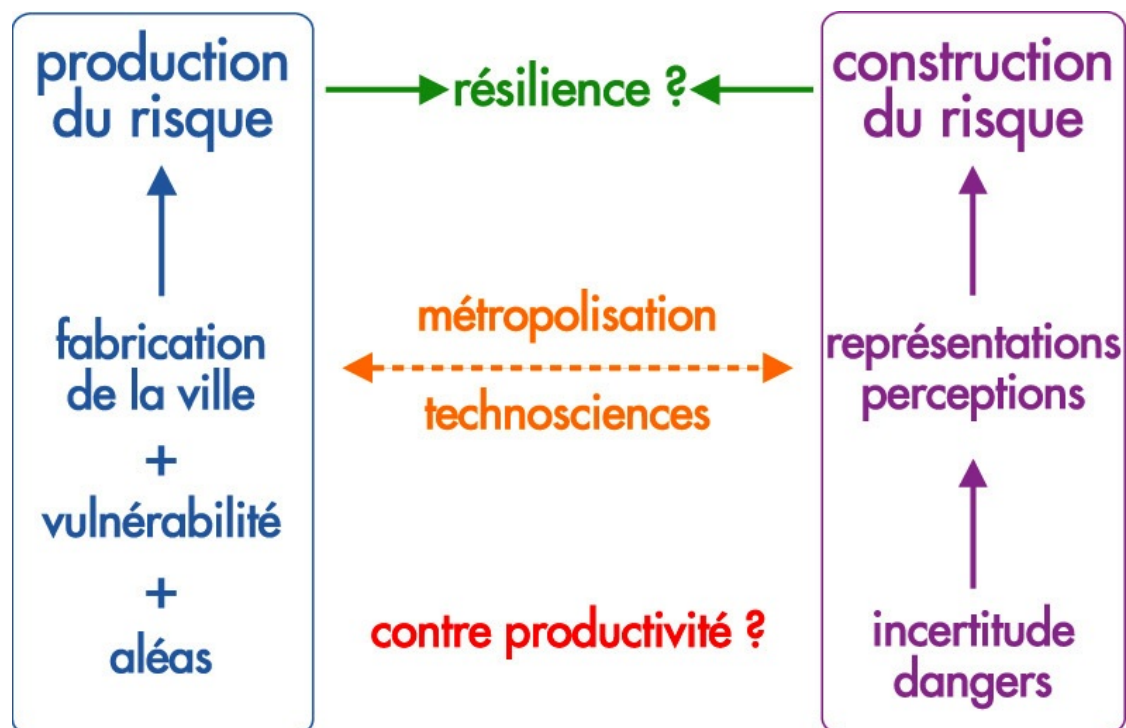 production
du risque
fabrication
de la ville
+
vulnérabilité
+
aléas
résilience ?
métropolisation
technosciences
contre productivité ?
construction
du risque
représentations
perceptions
incertitude
dangers